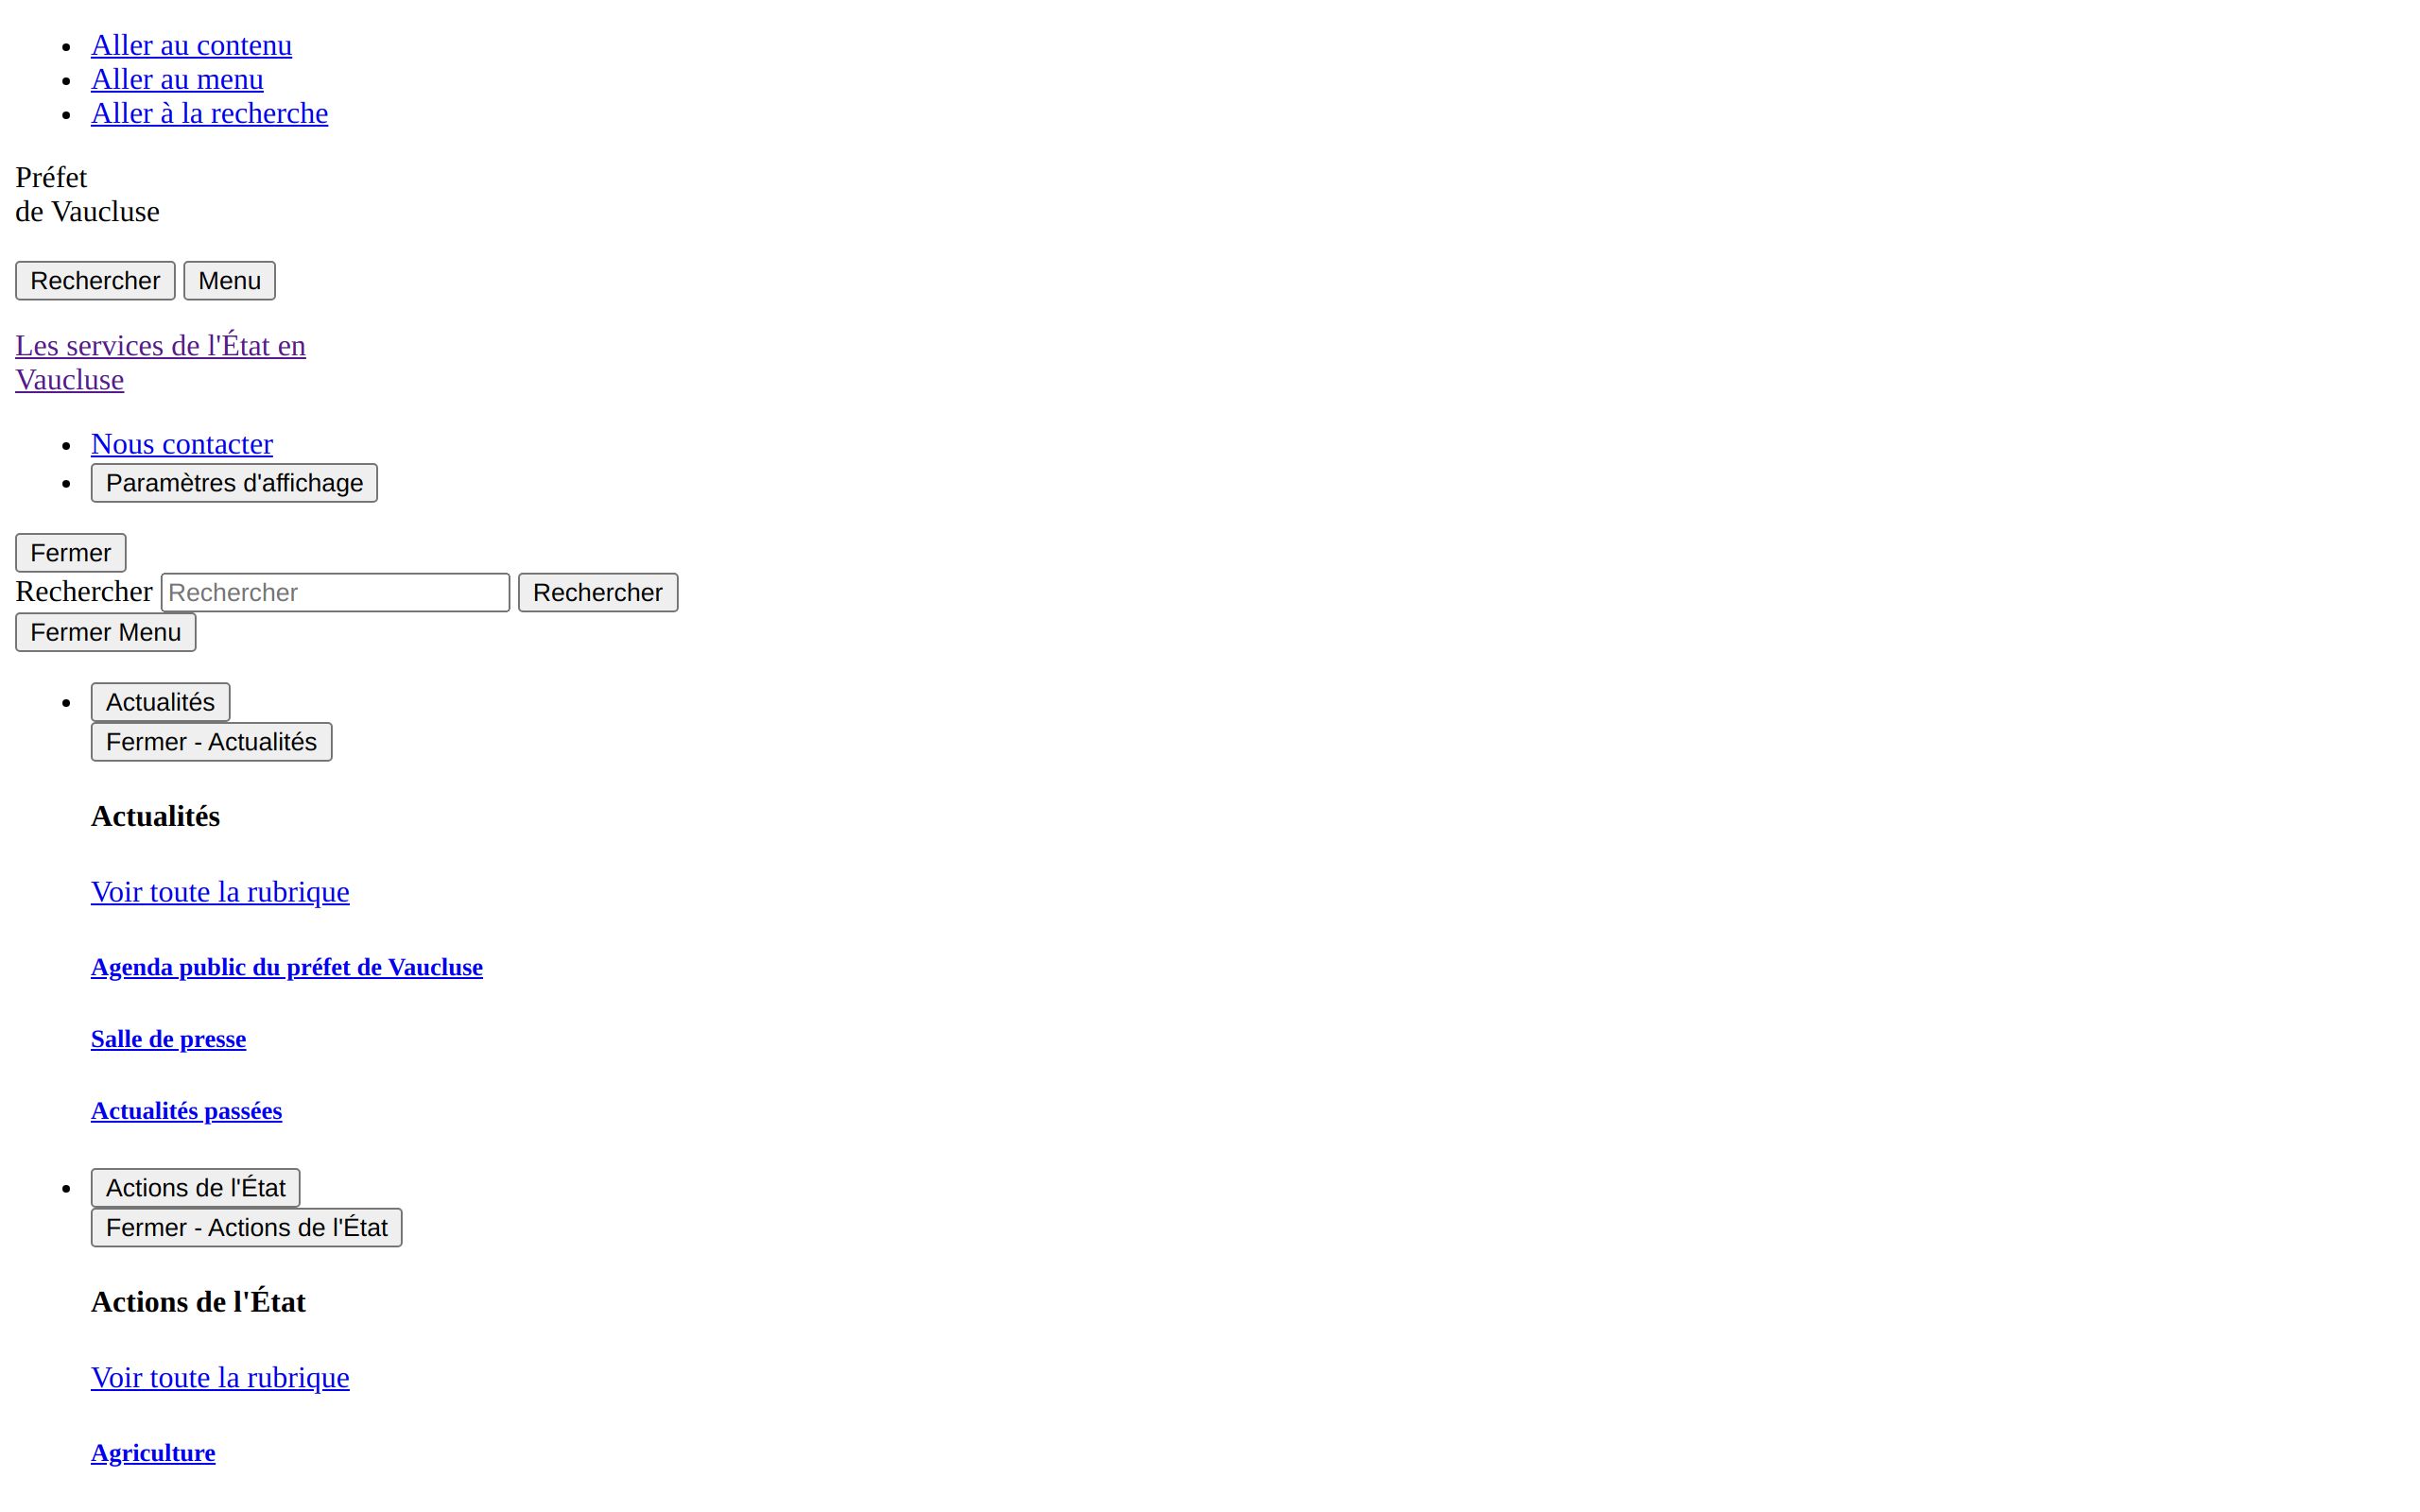 Aller au contenu
Aller au menu
Aller à la recherche
Préfet
de Vaucluse
Rechercher Menu
Les services de l'État en
Vaucluse
Nous contacter
Paramètres d'affichage
Fermer
Rechercher Rechercher Rechercher
Fermer Menu
Actualités
Fermer - Actualités
Actualités
Voir toute la rubrique
Agenda public du préfet de Vaucluse
Salle de presse
Actualités passées
Actions de l'État
Fermer - Actions de l'État
Actions de l'État
Voir toute la rubrique
Agriculture